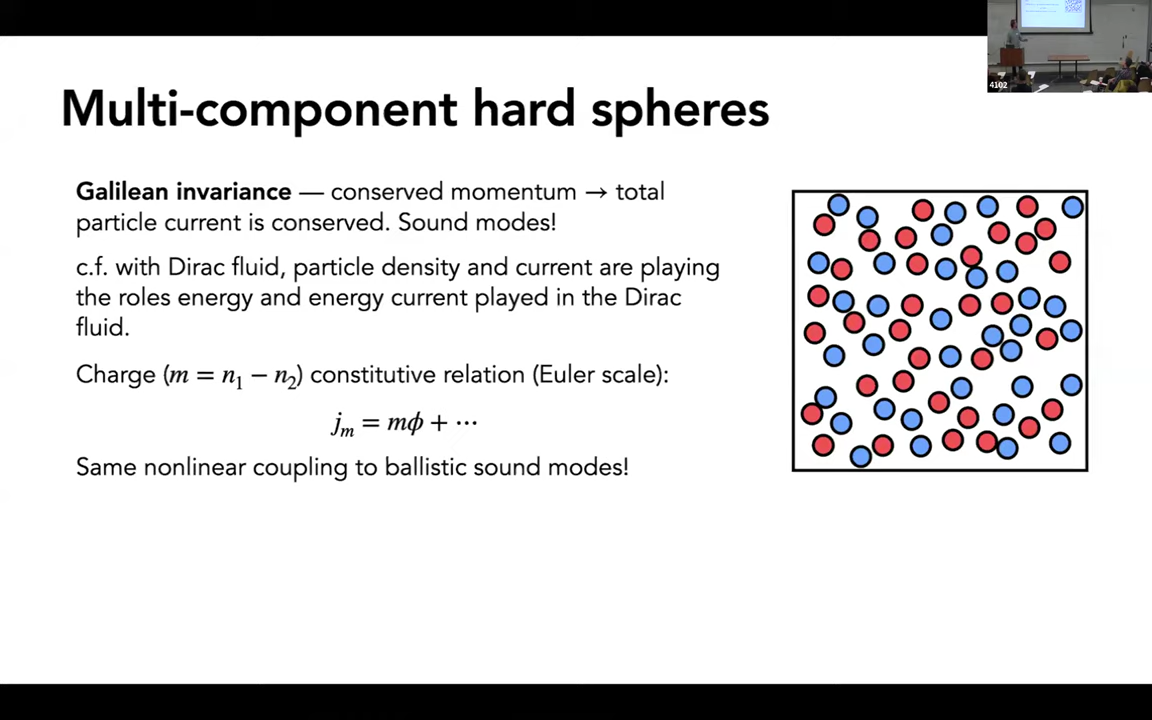 Multi-component hard spheres
Galilean invariance — conserved momentum → total
particle current is conserved. Sound modes!
c.f. with Dirac fluid, particle density and current are playing
the roles energy and energy current played in the Dirac
fluid.
Charge (m = n₁ − n₂) constitutive relation (Euler scale):
jₘ = mϕ + ⋯
Same nonlinear coupling to ballistic sound modes!
4102